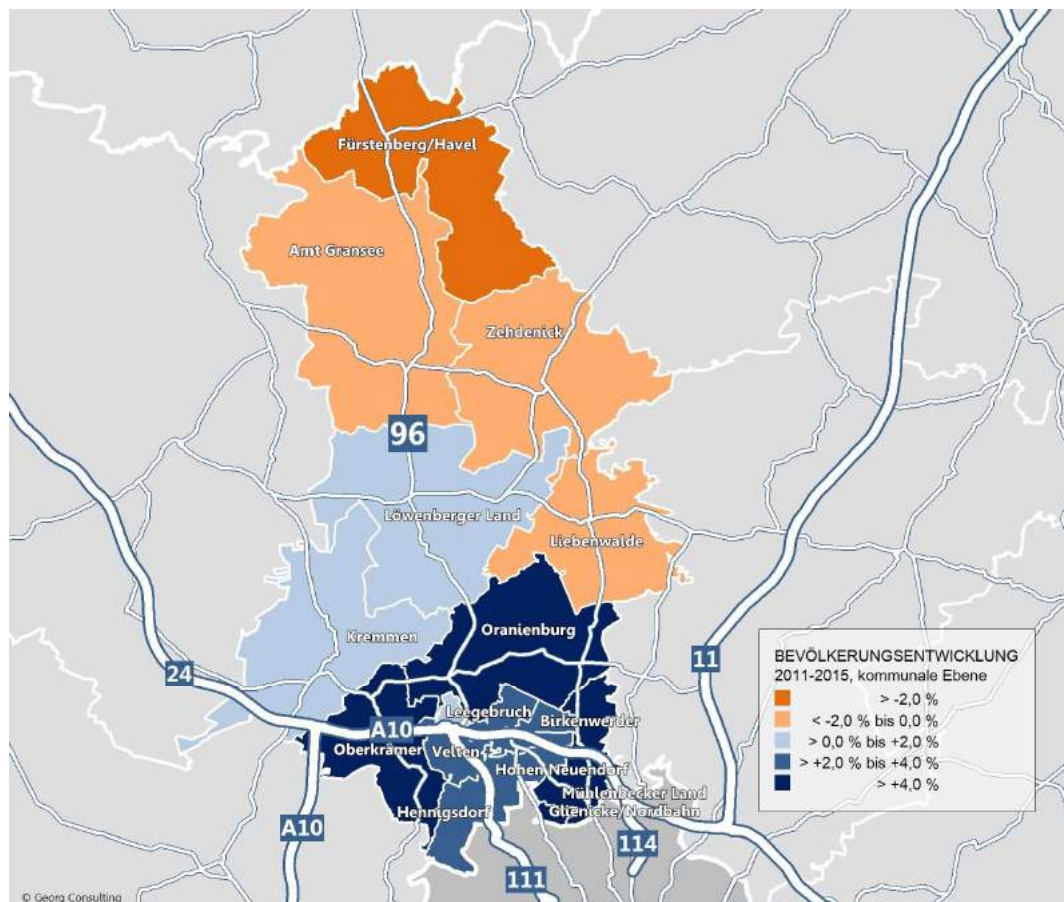 Fürstenberg/Havel
Amt Gransee
Zehdenick
96
Löwenberger Land
Liebenwalde
Oranienburg
Kremmen
24
11
Leegebruch
Birkenwerder
A10
Oberkrämer
Velten
Hohen Neuendorf
Mühlenbecker Land
Hennigsdorf
Glienicke/Nordbahn
A10
114
111
BEVÖLKERUNGSENTWICKLUNG
2011-2015, kommunale Ebene
> -2,0 %
< -2,0 % bis 0,0 %
> 0,0 % bis +2,0 %
> +2,0 % bis +4,0 %
> +4,0 %
© Georg Consulting